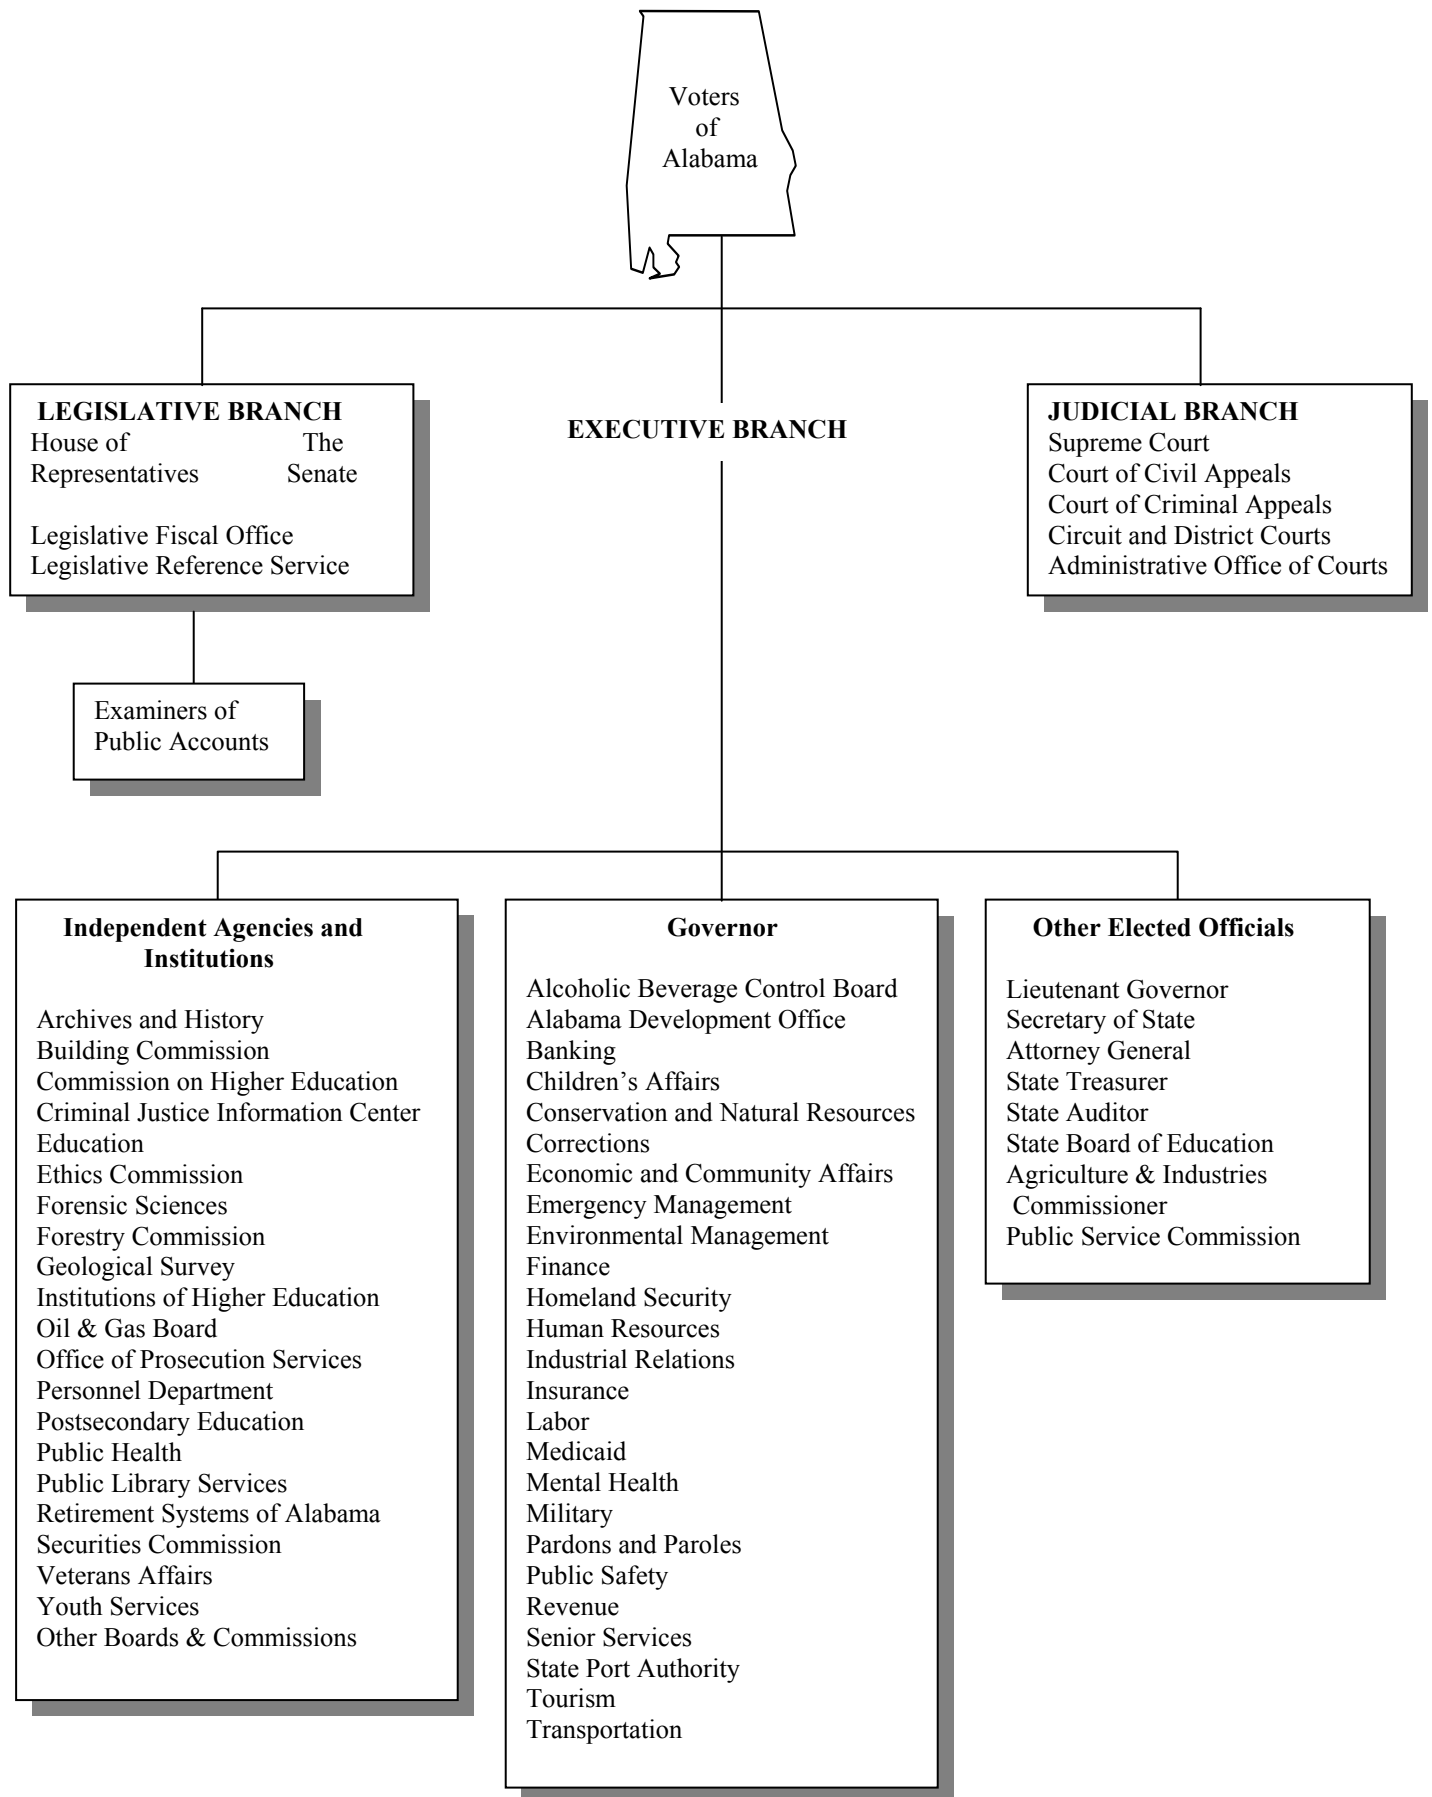 Voters
of
Alabama
LEGISLATIVE BRANCH
House of The
Representatives Senate
Legislative Fiscal Office
Legislative Reference Service
EXECUTIVE BRANCH
JUDICIAL BRANCH
Supreme Court
Court of Civil Appeals
Court of Criminal Appeals
Circuit and District Courts
Administrative Office of Courts
Examiners of
Public Accounts
Independent Agencies and
Institutions
Archives and History
Building Commission
Commission on Higher Education
Criminal Justice Information Center
Education
Ethics Commission
Forensic Sciences
Forestry Commission
Geological Survey
Institutions of Higher Education
Oil & Gas Board
Office of Prosecution Services
Personnel Department
Postsecondary Education
Public Health
Public Library Services
Retirement Systems of Alabama
Securities Commission
Veterans Affairs
Youth Services
Other Boards & Commissions
Governor
Alcoholic Beverage Control Board
Alabama Development Office
Banking
Children’s Affairs
Conservation and Natural Resources
Corrections
Economic and Community Affairs
Emergency Management
Environmental Management
Finance
Homeland Security
Human Resources
Industrial Relations
Insurance
Labor
Medicaid
Mental Health
Military
Pardons and Paroles
Public Safety
Revenue
Senior Services
State Port Authority
Tourism
Transportation
Other Elected Officials
Lieutenant Governor
Secretary of State
Attorney General
State Treasurer
State Auditor
State Board of Education
Agriculture & Industries
Commissioner
Public Service Commission